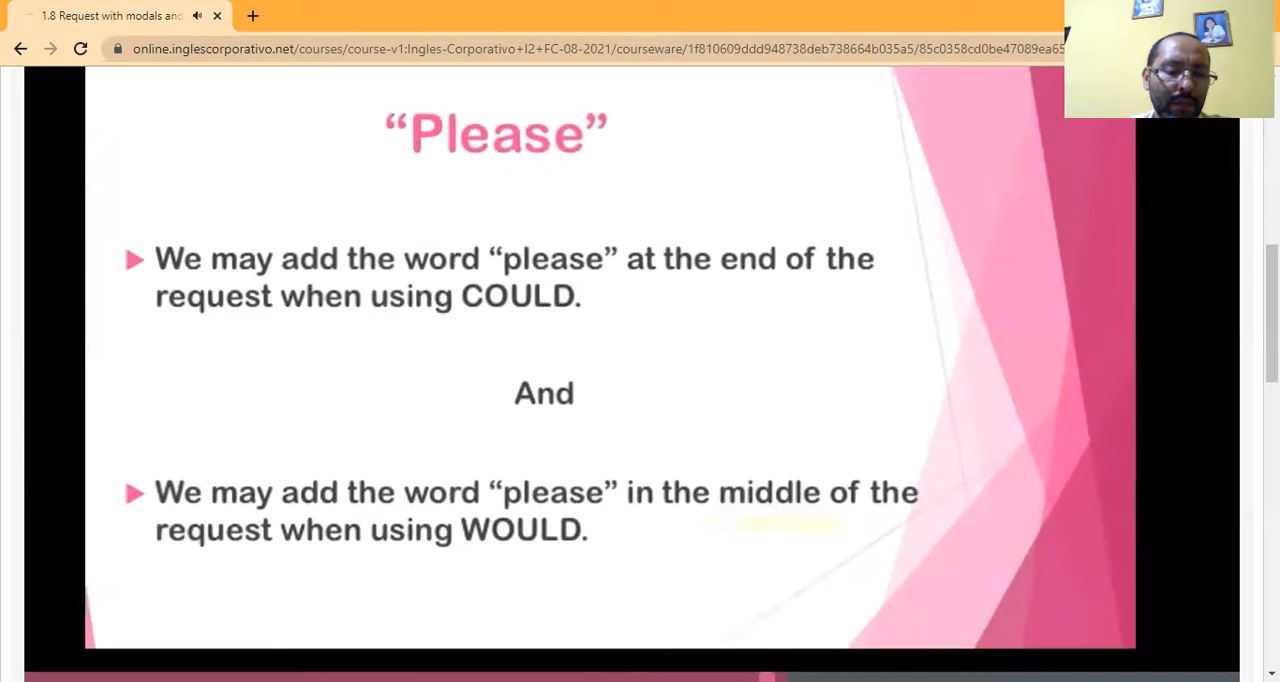 1.8 Request with modals and
online.inglescorporativo.net/courses/course-v1:Ingles-Corporativo+I2+FC-08-2021/courseware/1f810609ddd948738deb738664b035a5/85c0358cd0be47089ea65
“Please”
We may add the word “please” at the end of the
request when using COULD.
And
We may add the word “please” in the middle of the
request when using WOULD.